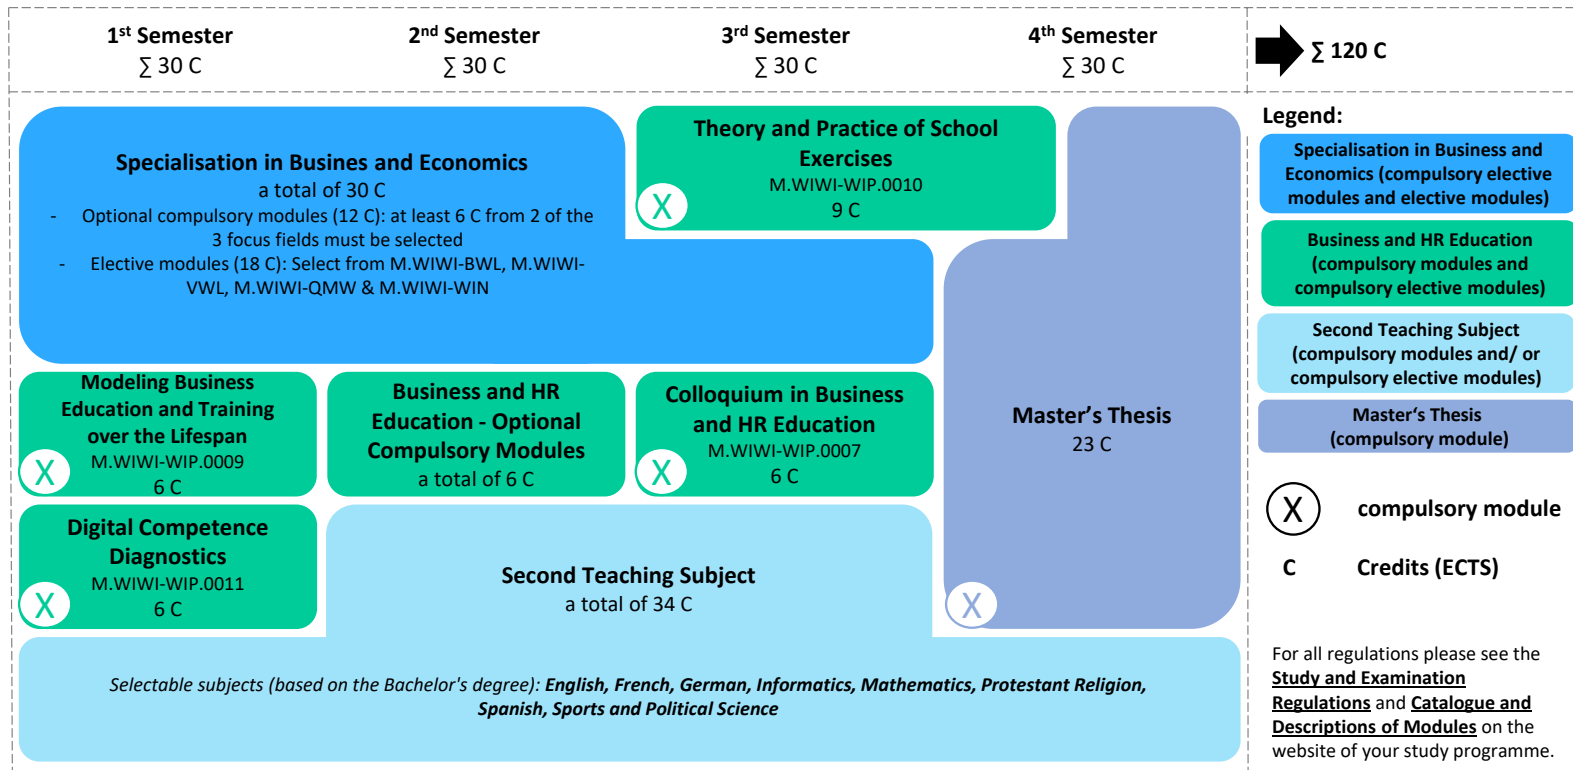 1st Semester
∑ 30 C
2nd Semester
∑ 30 C
3rd Semester
∑ 30 C
4th Semester
∑ 30 C
∑ 120 C
Specialisation in Busines and Economics
a total of 30 C
- Optional compulsory modules (12 C): at least 6 C from 2 of the
3 focus fields must be selected
- Elective modules (18 C): Select from M.WIWI-BWL, M.WIWI-
VWL, M.WIWI-QMW & M.WIWI-WIN
Theory and Practice of School
Exercises
M.WIWI-WIP.0010
9 C
X
Modeling Business
Education and Training
over the Lifespan
M.WIWI-WIP.0009
6 C
X
Business and HR
Education - Optional
Compulsory Modules
a total of 6 C
Colloquium in Business
and HR Education
M.WIWI-WIP.0007
6 C
X
Master’s Thesis
23 C
X
Digital Competence
Diagnostics
M.WIWI-WIP.0011
6 C
X
Second Teaching Subject
a total of 34 C
Selectable subjects (based on the Bachelor's degree): English, French, German, Informatics, Mathematics, Protestant Religion,
Spanish, Sports and Political Science
Legend:
Specialisation in Business and
Economics (compulsory elective
modules and elective modules)
Business and HR Education
(compulsory modules and
compulsory elective modules)
Second Teaching Subject
(compulsory modules and/ or
compulsory elective modules)
Master‘s Thesis
(compulsory module)
X compulsory module
C Credits (ECTS)
For all regulations please see the
Study and Examination
Regulations and Catalogue and
Descriptions of Modules on the
website of your study programme.